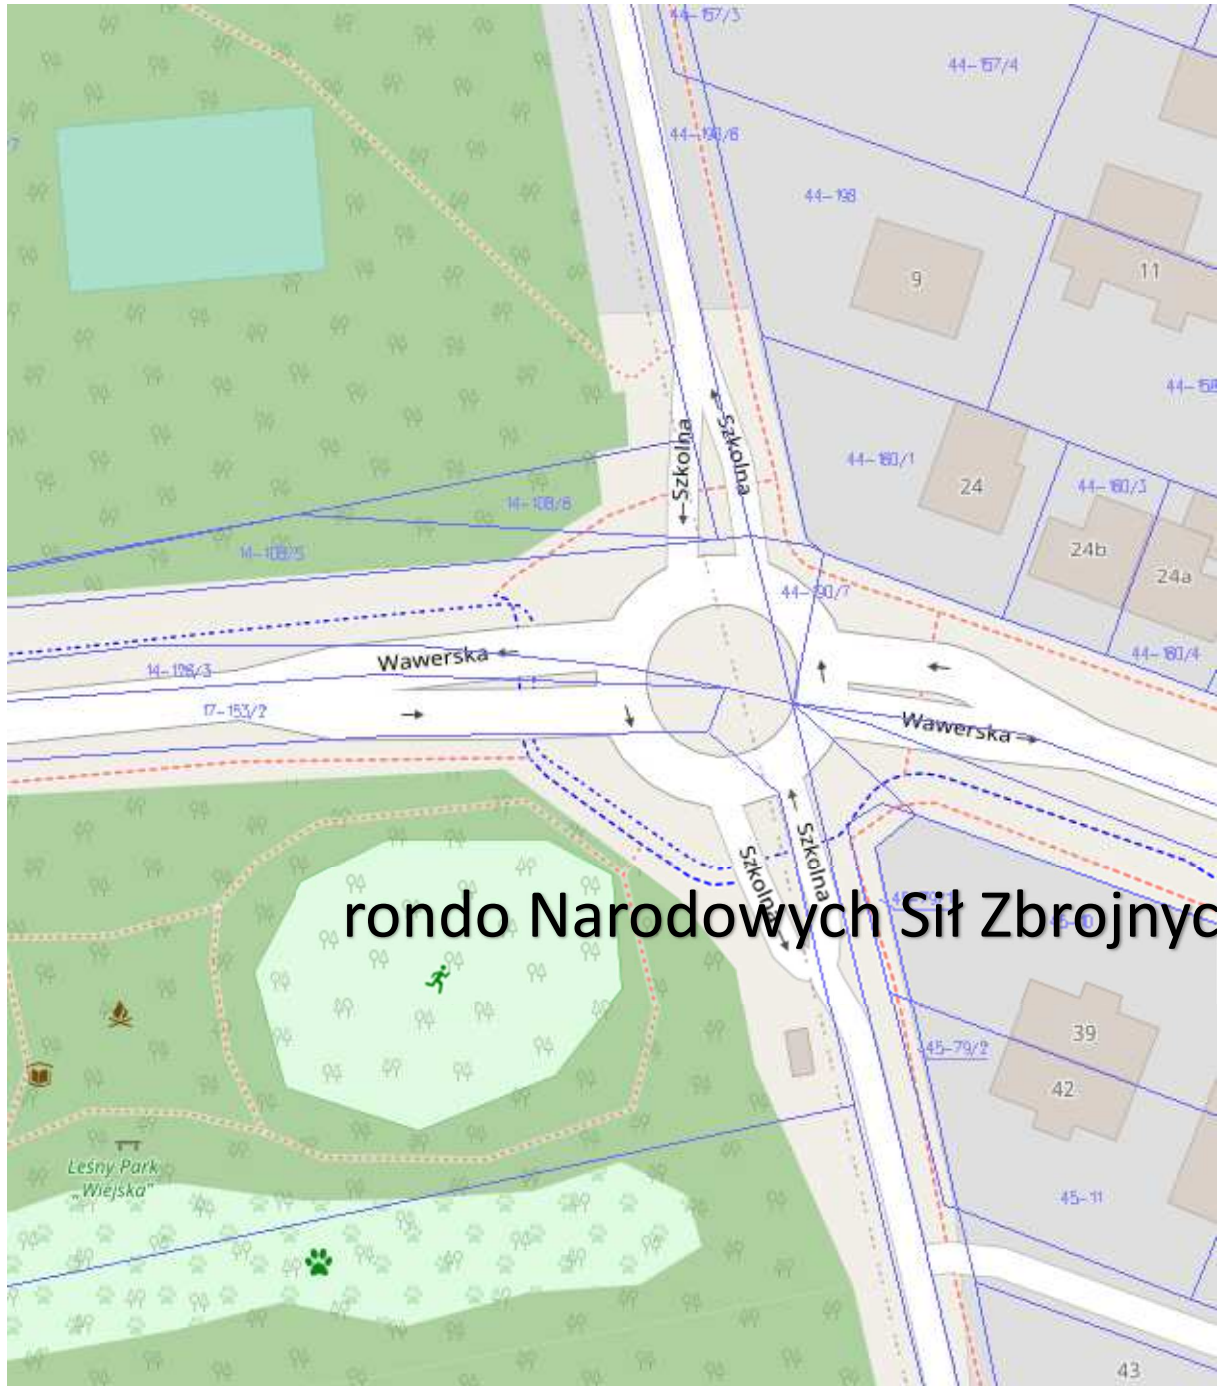 44-157/3
44-157/4
44-198/6
44-198
9
11
44-158
Szkolna
Szkolna
44-180/1
24
44-180/3
14-108/6
14-108/5
24b
24a
44-190/7
44-180/4
Wawerska
14-126/3
17-153/2
Wawerska
Szkolna
Szkolna
rondo Narodowych Sił Zbrojnyc
39
45-79/2
42
Leśny Park
„Wiejska”
45-11
43